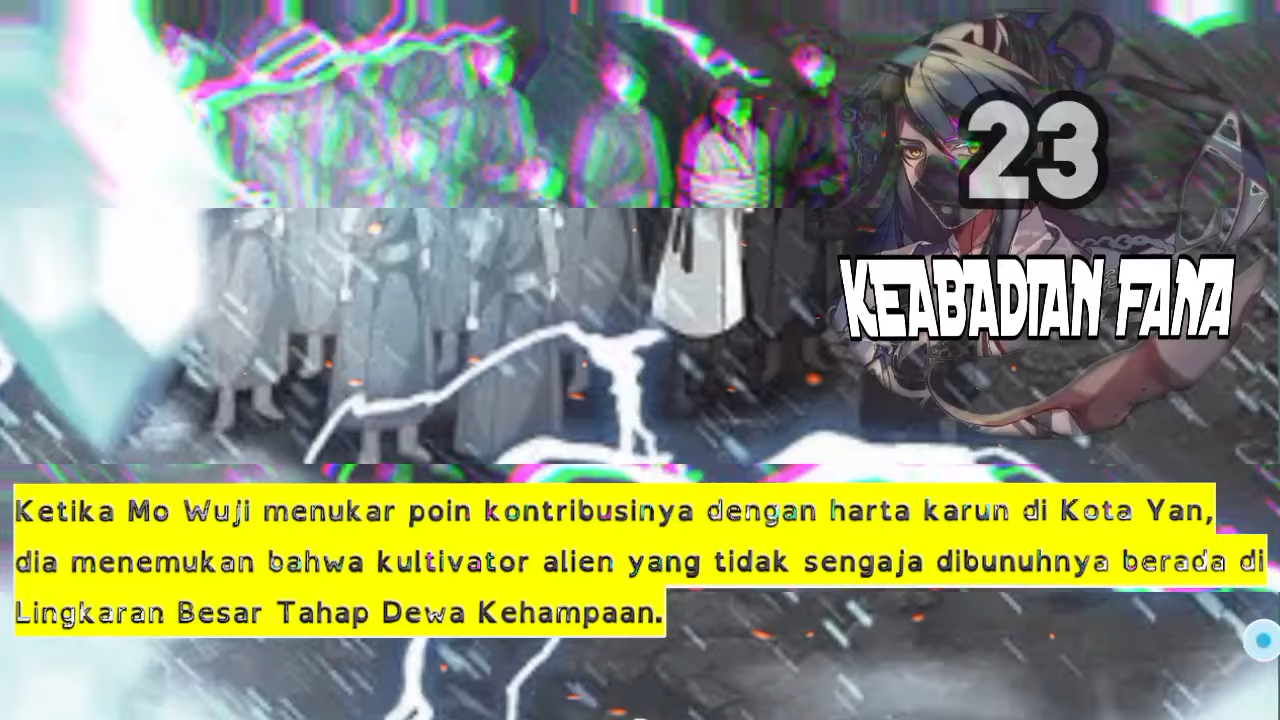 23
KEABADIAN FANA
Ketika Mo Wuji menukar poin kontribusinya dengan harta karun di Kota Yan,
dia menemukan bahwa kultivator alien yang tidak sengaja dibunuhnya berada di
Lingkaran Besar Tahap Dewa Kehampaan.